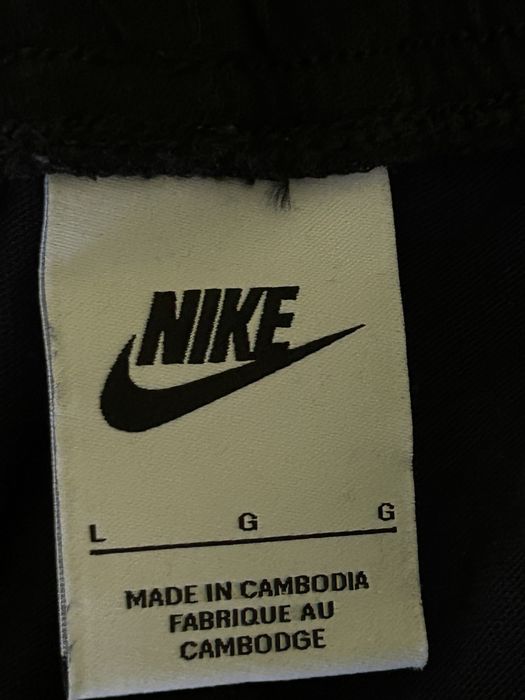 NIKE
L G G
MADE IN CAMBODIA
FABRIQUE AU
CAMBODGE